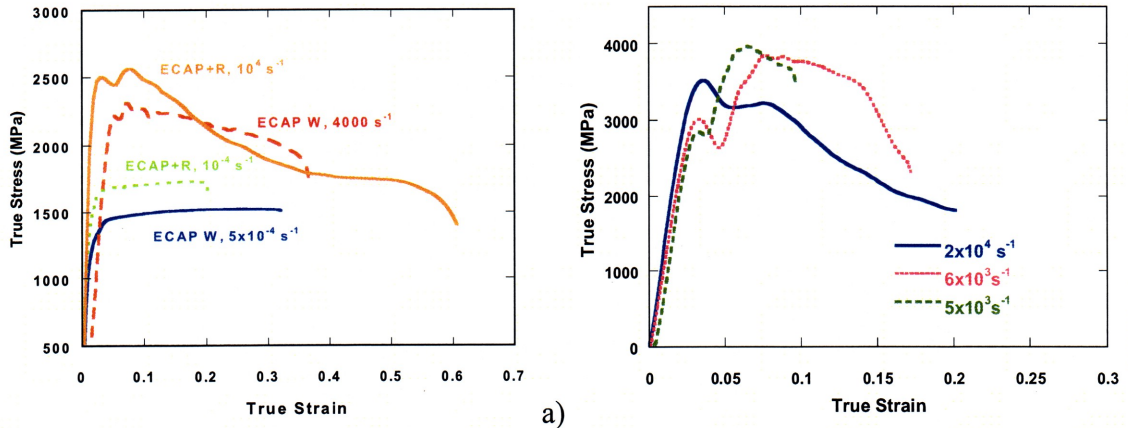 3000
2500
2000
1500
1000
500
True Stress (MPa)
ECAP+R, 10⁴ s⁻¹
ECAP W, 4000 s⁻¹
ECAP+R, 10⁻⁴ s⁻¹
ECAP W, 5x10⁻⁴ s⁻¹
0 0.1 0.2 0.3 0.4 0.5 0.6 0.7
True Strain
a)
4000
3000
2000
1000
0
True Stress (MPa)
2x10⁴ s⁻¹
6x10³s⁻¹
5x10³s⁻¹
0 0.05 0.1 0.15 0.2 0.25 0.3
True Strain